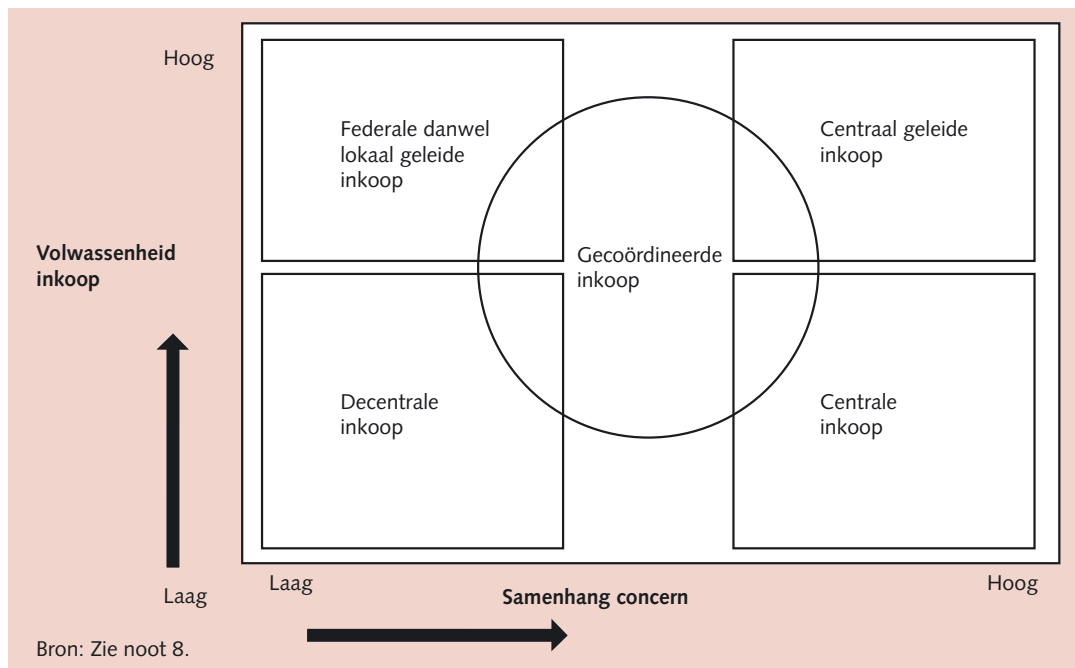 Hoog
Federale danwel
lokaal geleide
inkoop
Centraal geleide
inkoop
Volwassenheid
inkoop
Gecoördineerde
inkoop
Decentrale
inkoop
Centrale
inkoop
Laag
Laag
Samenhang concern
Hoog
Bron: Zie noot 8.